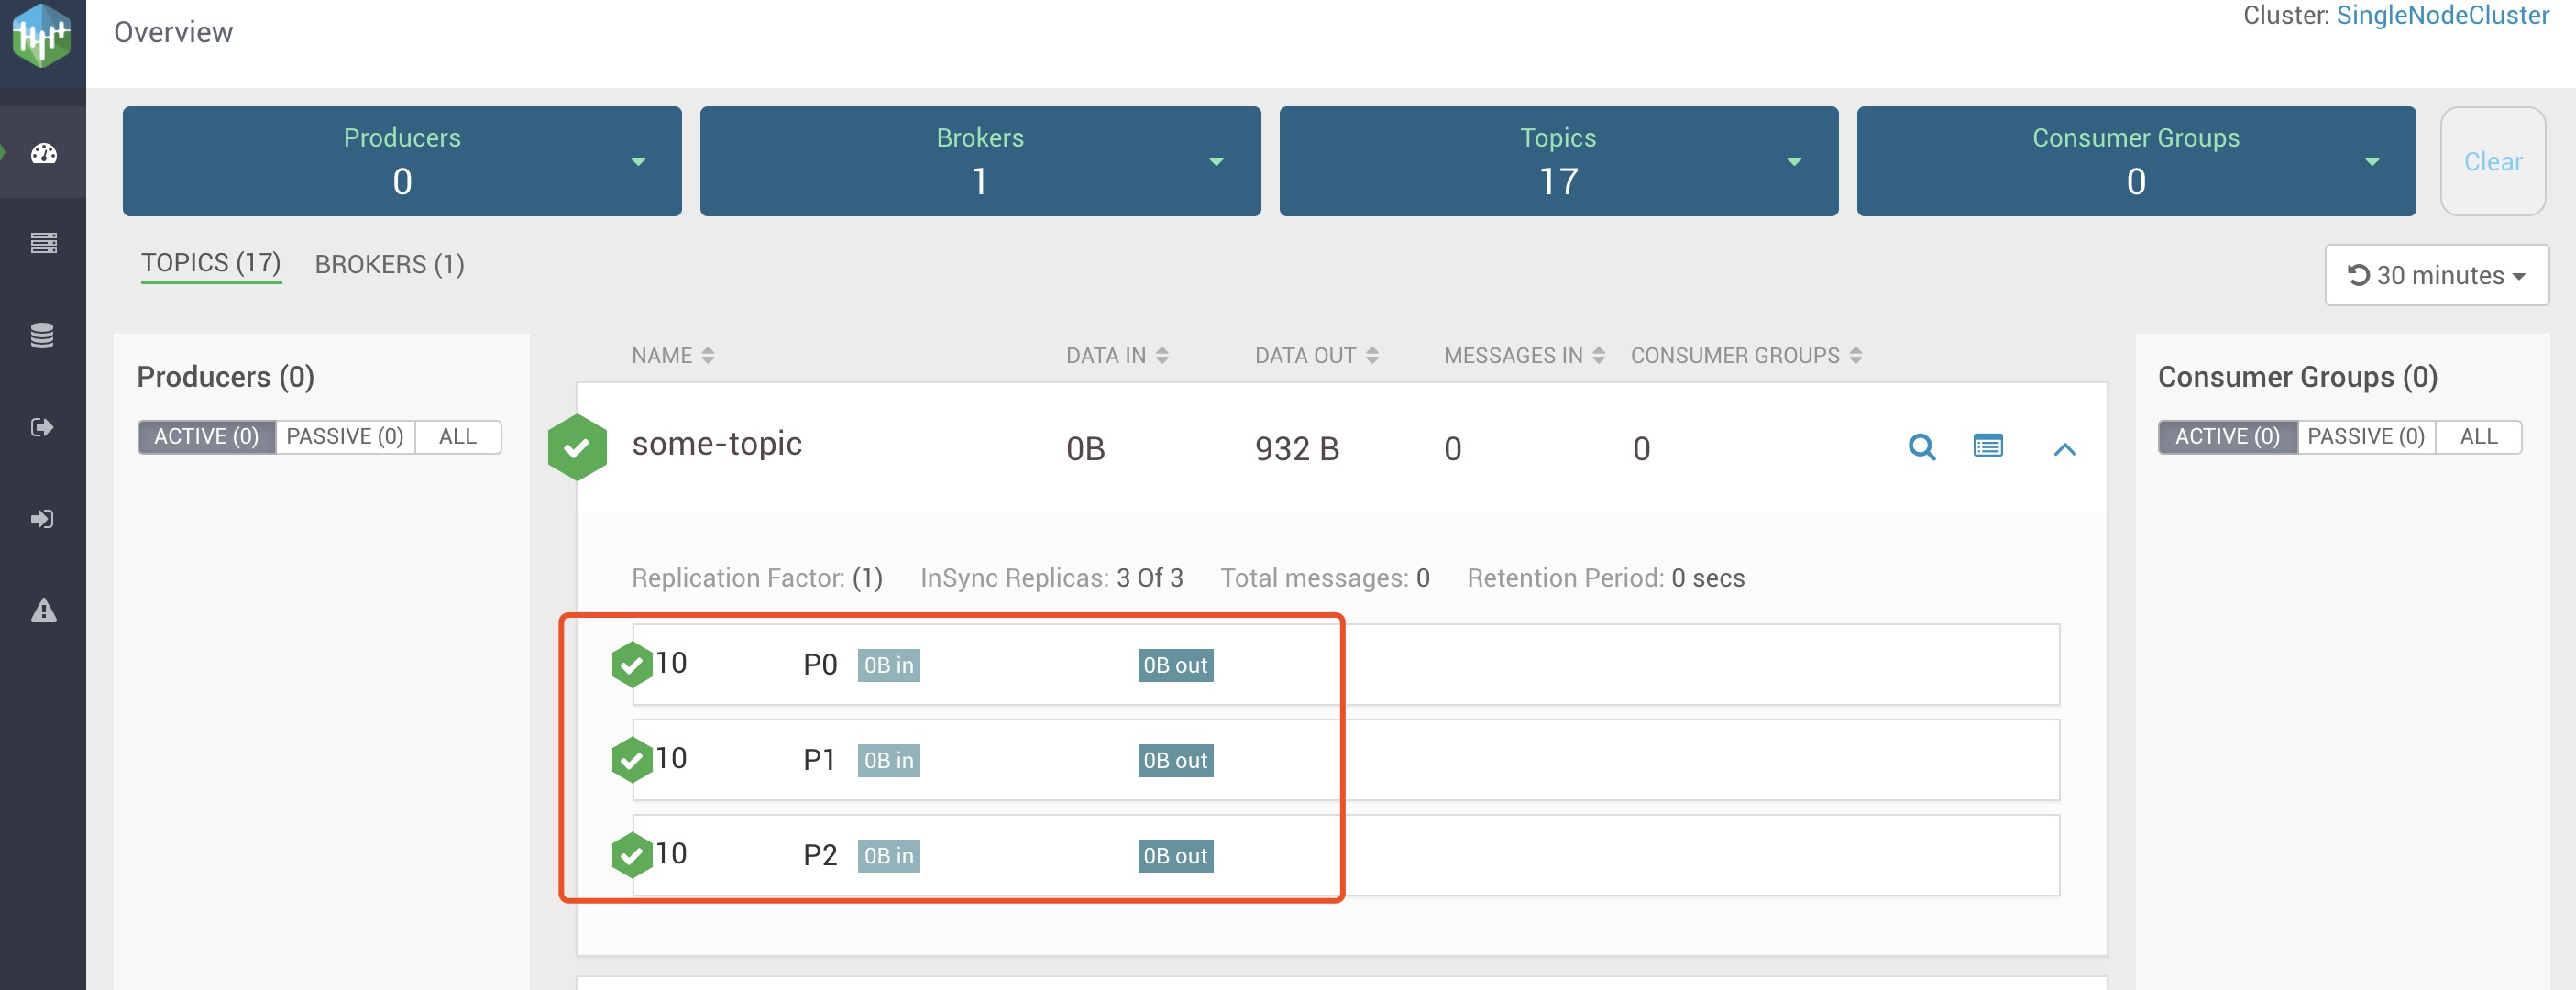 Overview
Cluster: SingleNodeCluster
Producers
0
Brokers
1
Topics
17
Consumer Groups
0
Clear
TOPICS (17) BROKERS (1)
30 minutes
Producers (0)
ACTIVE (0) PASSIVE (0) ALL
NAME DATA IN DATA OUT MESSAGES IN CONSUMER GROUPS
some-topic 0B 932 B 0 0
Replication Factor: (1) InSync Replicas: 3 Of 3 Total messages: 0 Retention Period: 0 secs
10 P0 0B in 0B out
10 P1 0B in 0B out
10 P2 0B in 0B out
Consumer Groups (0)
ACTIVE (0) PASSIVE (0) ALL